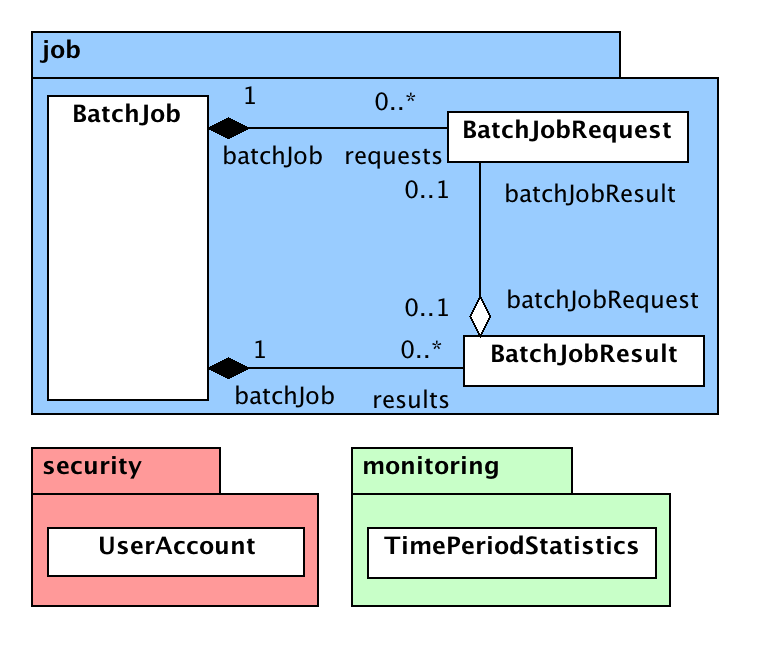 job
BatchJob
1
0..*
BatchJobRequest
batchJob
requests
0..1
batchJobResult
0..1
batchJobRequest
1
0..*
BatchJobResult
batchJob
results
security
UserAccount
monitoring
TimePeriodStatistics